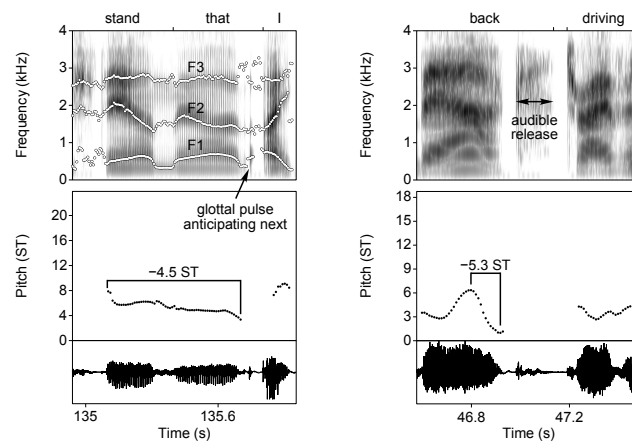 stand that I
Frequency (kHz)
4
3
2
1
0
F3
F2
F1
glottal pulse
anticipating next
Pitch (ST)
20
16
12
8
4
0
−4.5 ST
135 135.6
Time (s)
back driving
Frequency (kHz)
4
3
2
1
0
audible
release
Pitch (ST)
18
15
12
9
6
3
0
−5.3 ST
46.8 47.2
Time (s)